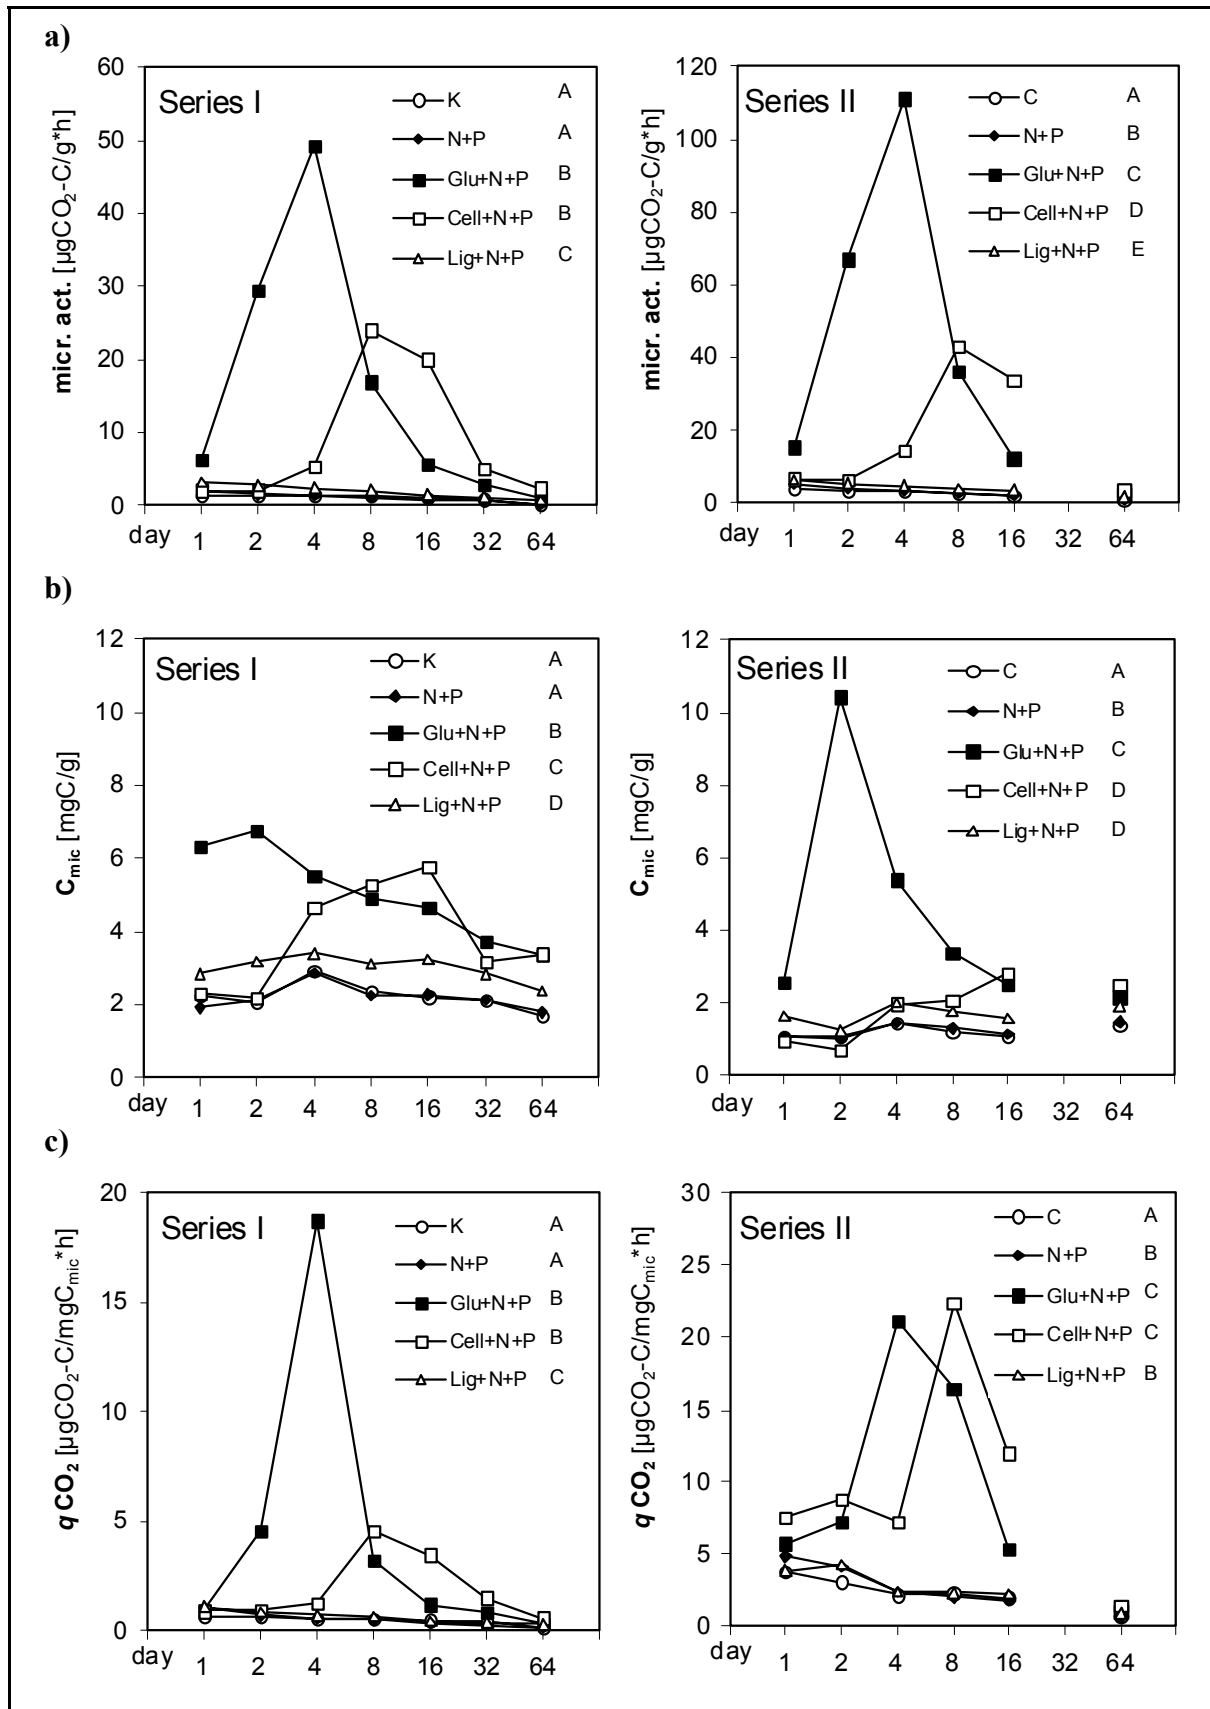 a)
Series I
micr. act. [µgCO₂-C/g*h]
60
50
40
30
20
10
0
K A
N+P A
Glu+N+P B
Cell+N+P B
Lig+N+P C
day 1 2 4 8 16 32 64
Series II
micr. act. [µgCO₂-C/g*h]
120
100
80
60
40
20
0
C A
N+P B
Glu+N+P C
Cell+N+P D
Lig+N+P E
day 1 2 4 8 16 32 64
b)
Series I
Cmic [mgC/g]
12
10
8
6
4
2
0
K A
N+P A
Glu+N+P B
Cell+N+P C
Lig+N+P D
day 1 2 4 8 16 32 64
Series II
Cmic [mgC/g]
12
10
8
6
4
2
0
C A
N+P B
Glu+N+P C
Cell+N+P D
Lig+N+P D
day 1 2 4 8 16 32 64
c)
Series I
q CO₂ [µgCO₂-C/mgCmic*h]
20
15
10
5
0
K A
N+P A
Glu+N+P B
Cell+N+P B
Lig+N+P C
day 1 2 4 8 16 32 64
Series II
q CO₂ [µgCO₂-C/mgCmic*h]
30
25
20
15
10
5
0
C A
N+P B
Glu+N+P C
Cell+N+P C
Lig+N+P B
day 1 2 4 8 16 32 64